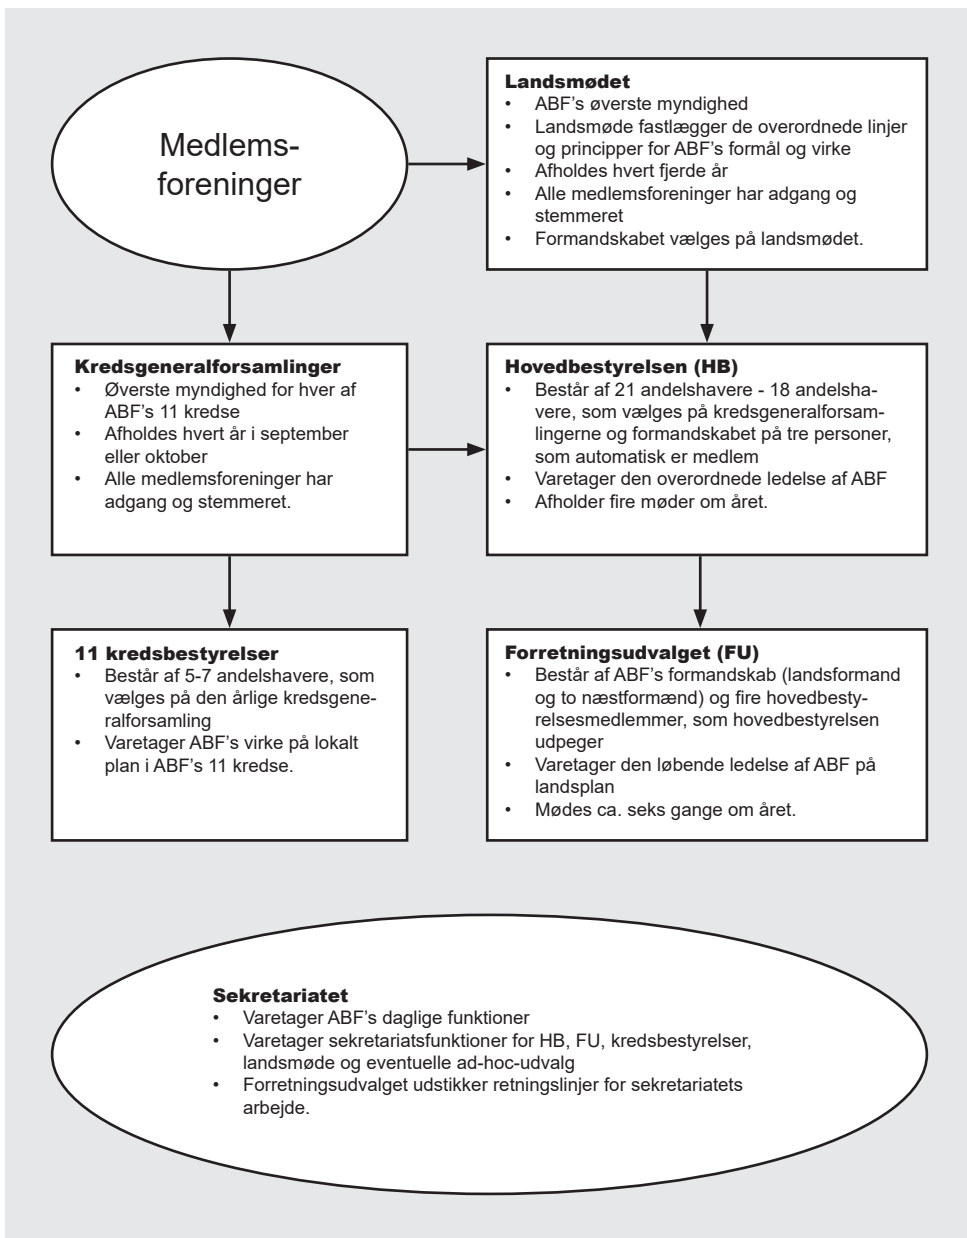 Medlems-
foreninger
Landsmødet
• ABF's øverste myndighed
• Landsmøde fastlægger de overordnede linjer
og principper for ABF's formål og virke
• Afholdes hvert fjerde år
• Alle medlemsforeninger har adgang og
stemmeret
• Formandskabet vælges på landsmødet.
Kredsgeneralforsamlinger
• Øverste myndighed for hver af
ABF's 11 kredse
• Afholdes hvert år i september
eller oktober
• Alle medlemsforeninger har
adgang og stemmeret.
Hovedbestyrelsen (HB)
• Består af 21 andelshavere - 18 andelsha-
vere, som vælges på kredsgeneralforsam-
lingerne og formandskabet på tre personer,
som automatisk er medlem
• Varetager den overordnede ledelse af ABF
• Afholder fire møder om året.
11 kredsbestyrelser
• Består af 5-7 andelshavere, som
vælges på den årlige kredsgene-
ralforsamling
• Varetager ABF's virke på lokalt
plan i ABF's 11 kredse.
Forretningsudvalget (FU)
• Består af ABF's formandskab (landsformand
og to næstformænd) og fire hovedbesty-
relsesmedlemmer, som hovedbestyrelsen
udpeger
• Varetager den løbende ledelse af ABF på
landsplan
• Mødes ca. seks gange om året.
Sekretariatet
• Varetager ABF's daglige funktioner
• Varetager sekretariatsfunktioner for HB, FU, kredsbestyrelser,
landsmøde og eventuelle ad-hoc-udvalg
• Forretningsudvalget udstikker retningslinjer for sekretariatets
arbejde.